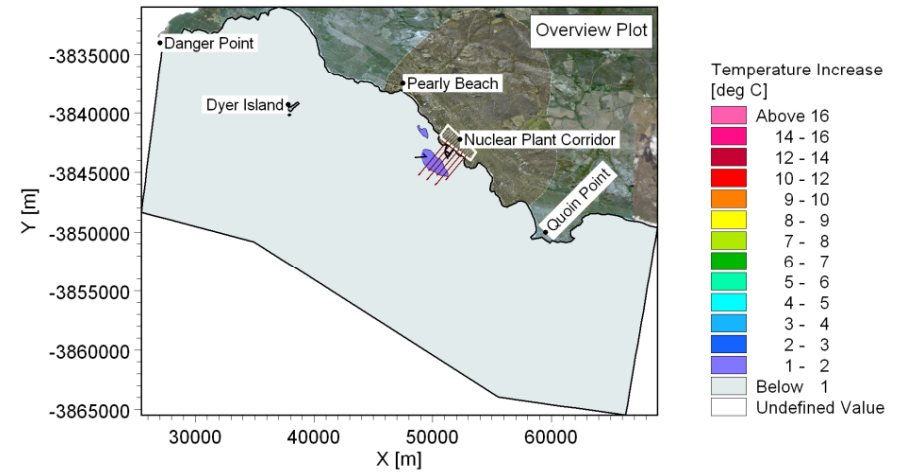 Overview Plot
Danger Point
Pearly Beach
Dyer Island
Nuclear Plant Corridor
Quoin Point
Y [m]
-3835000
-3840000
-3845000
-3850000
-3855000
-3860000
-3865000
30000 40000 50000 60000
X [m]
Temperature Increase
[deg C]
Above 16
14 - 16
12 - 14
10 - 12
9 - 10
8 - 9
7 - 8
6 - 7
5 - 6
4 - 5
3 - 4
2 - 3
1 - 2
Below 1
Undefined Value